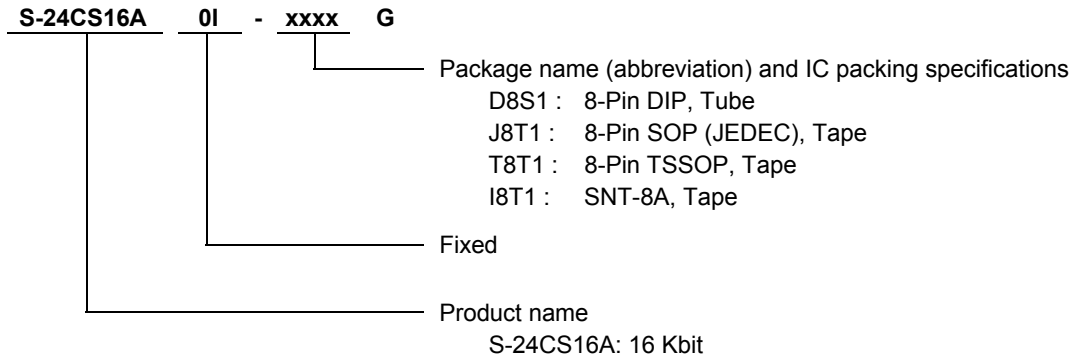 S-24CS16A 0I - xxxx G
Package name (abbreviation) and IC packing specifications
D8S1 : 8-Pin DIP, Tube
J8T1 : 8-Pin SOP (JEDEC), Tape
T8T1 : 8-Pin TSSOP, Tape
I8T1 : SNT-8A, Tape
Fixed
Product name
S-24CS16A: 16 Kbit